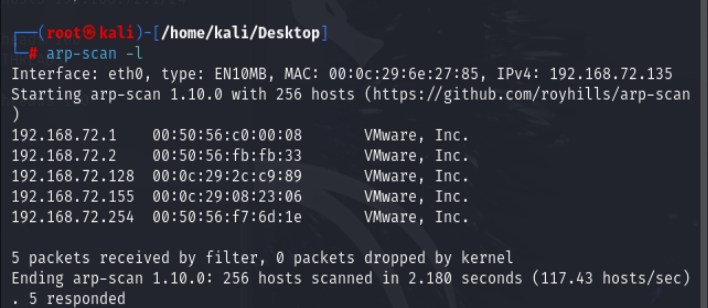 ┌──(root㉿kali)-[/home/kali/Desktop]
└─# arp-scan -l
Interface: eth0, type: EN10MB, MAC: 00:0c:29:6e:27:85, IPv4: 192.168.72.135
Starting arp-scan 1.10.0 with 256 hosts (https://github.com/royhills/arp-scan
)
192.168.72.1    00:50:56:c0:00:08       VMware, Inc.
192.168.72.2    00:50:56:fb:fb:33       VMware, Inc.
192.168.72.128  00:0c:29:2c:c9:89       VMware, Inc.
192.168.72.155  00:0c:29:08:23:06       VMware, Inc.
192.168.72.254  00:50:56:f7:6d:1e       VMware, Inc.

5 packets received by filter, 0 packets dropped by kernel
Ending arp-scan 1.10.0: 256 hosts scanned in 2.180 seconds (117.43 hosts/sec)
. 5 responded